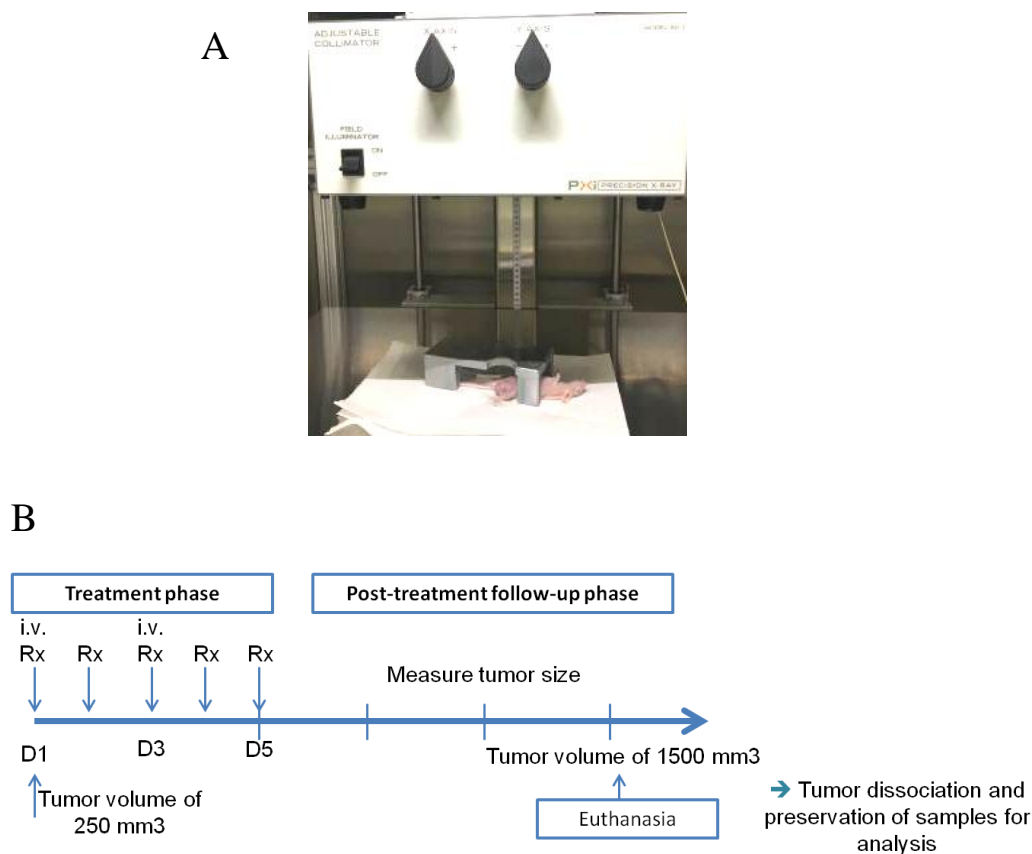 A
ADJUSTABLE
COLLIMATOR
X AXIS
Y AXIS
- +
+
FIELD
ILLUMINATOR
ON
OFF
PXi PRECISION X-RAY
B
Treatment phase
Post-treatment follow-up phase
i.v.
i.v.
Rx
Rx
Rx
Rx
Rx
Measure tumor size
D1
D3
D5
Tumor volume of 1500 mm3
Tumor volume of
250 mm3
Euthanasia
➔ Tumor dissociation and
preservation of samples for
analysis